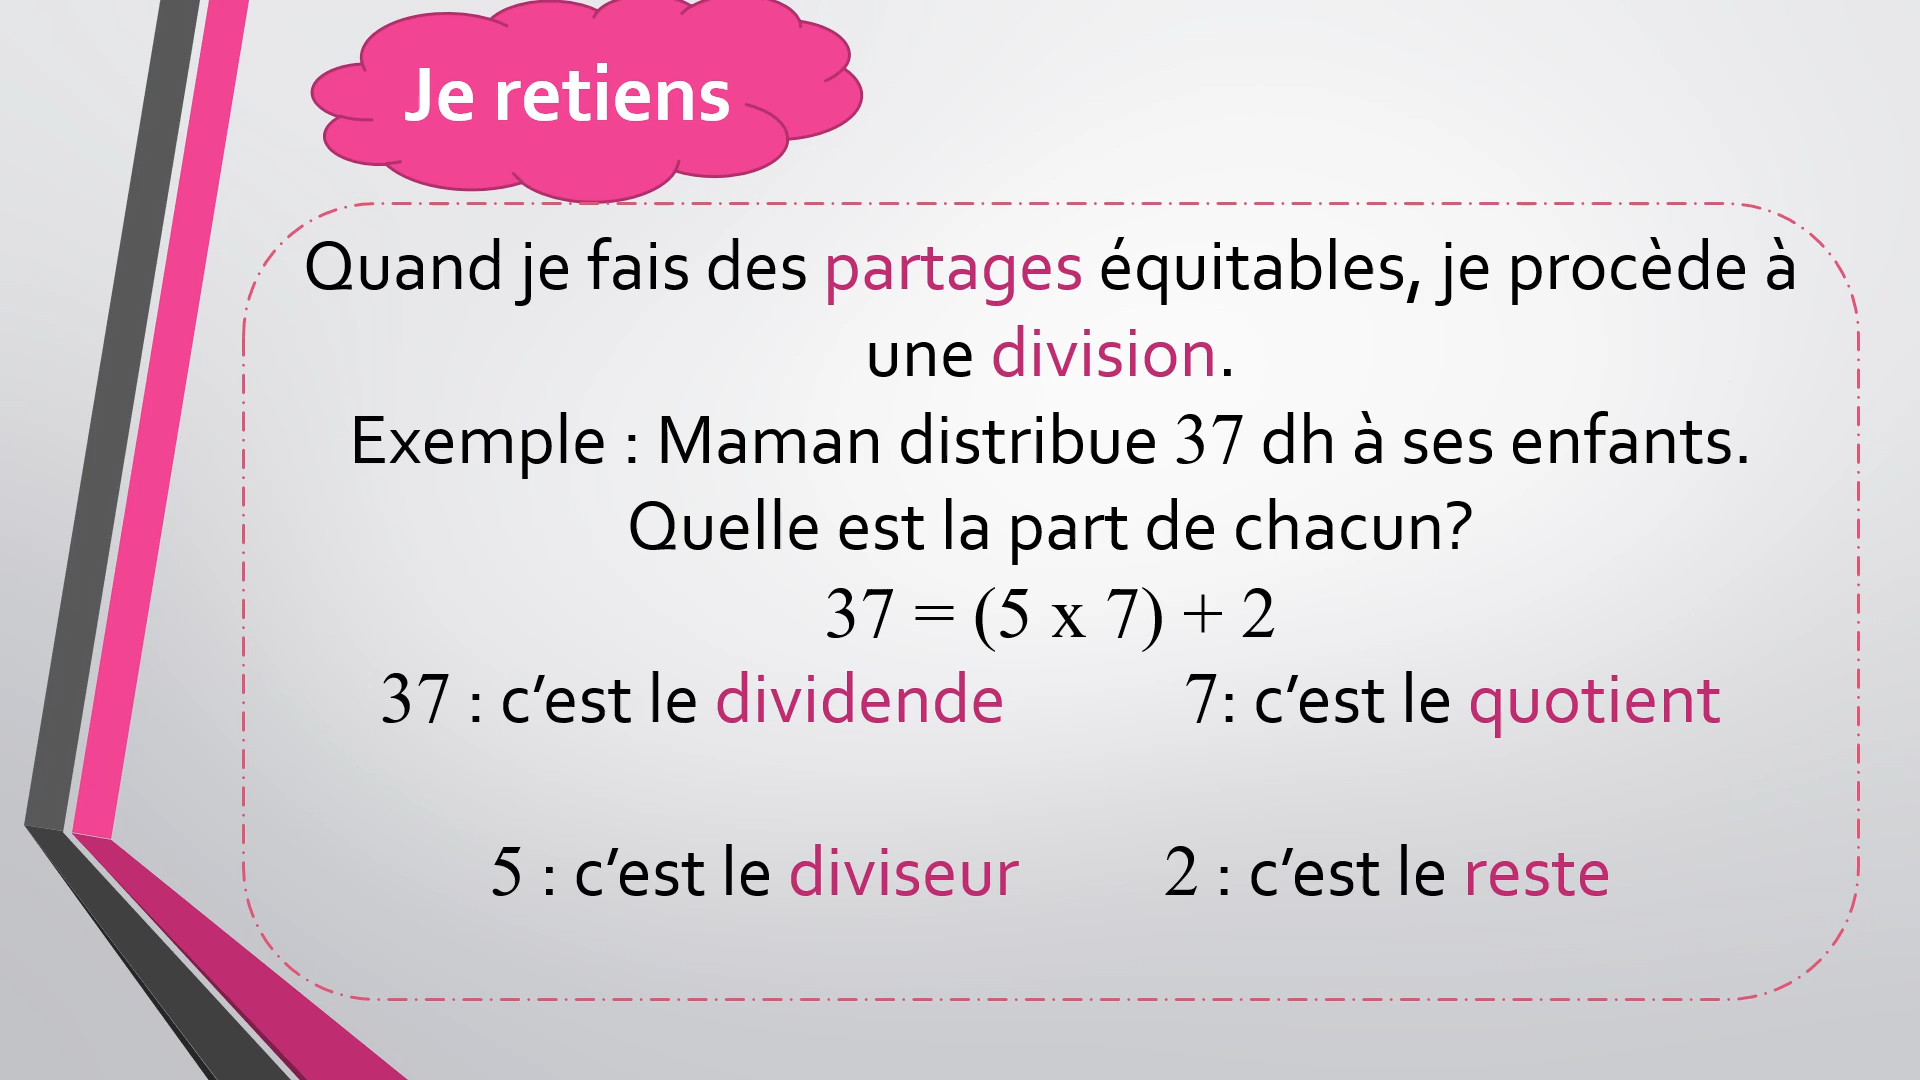 Je retiens
Quand je fais des partages équitables, je procède à
une division.
Exemple : Maman distribue 37 dh à ses enfants.
Quelle est la part de chacun?
37 = (5 x 7) + 2
37 : c’est le dividende 7: c’est le quotient
5 : c’est le diviseur 2 : c’est le reste